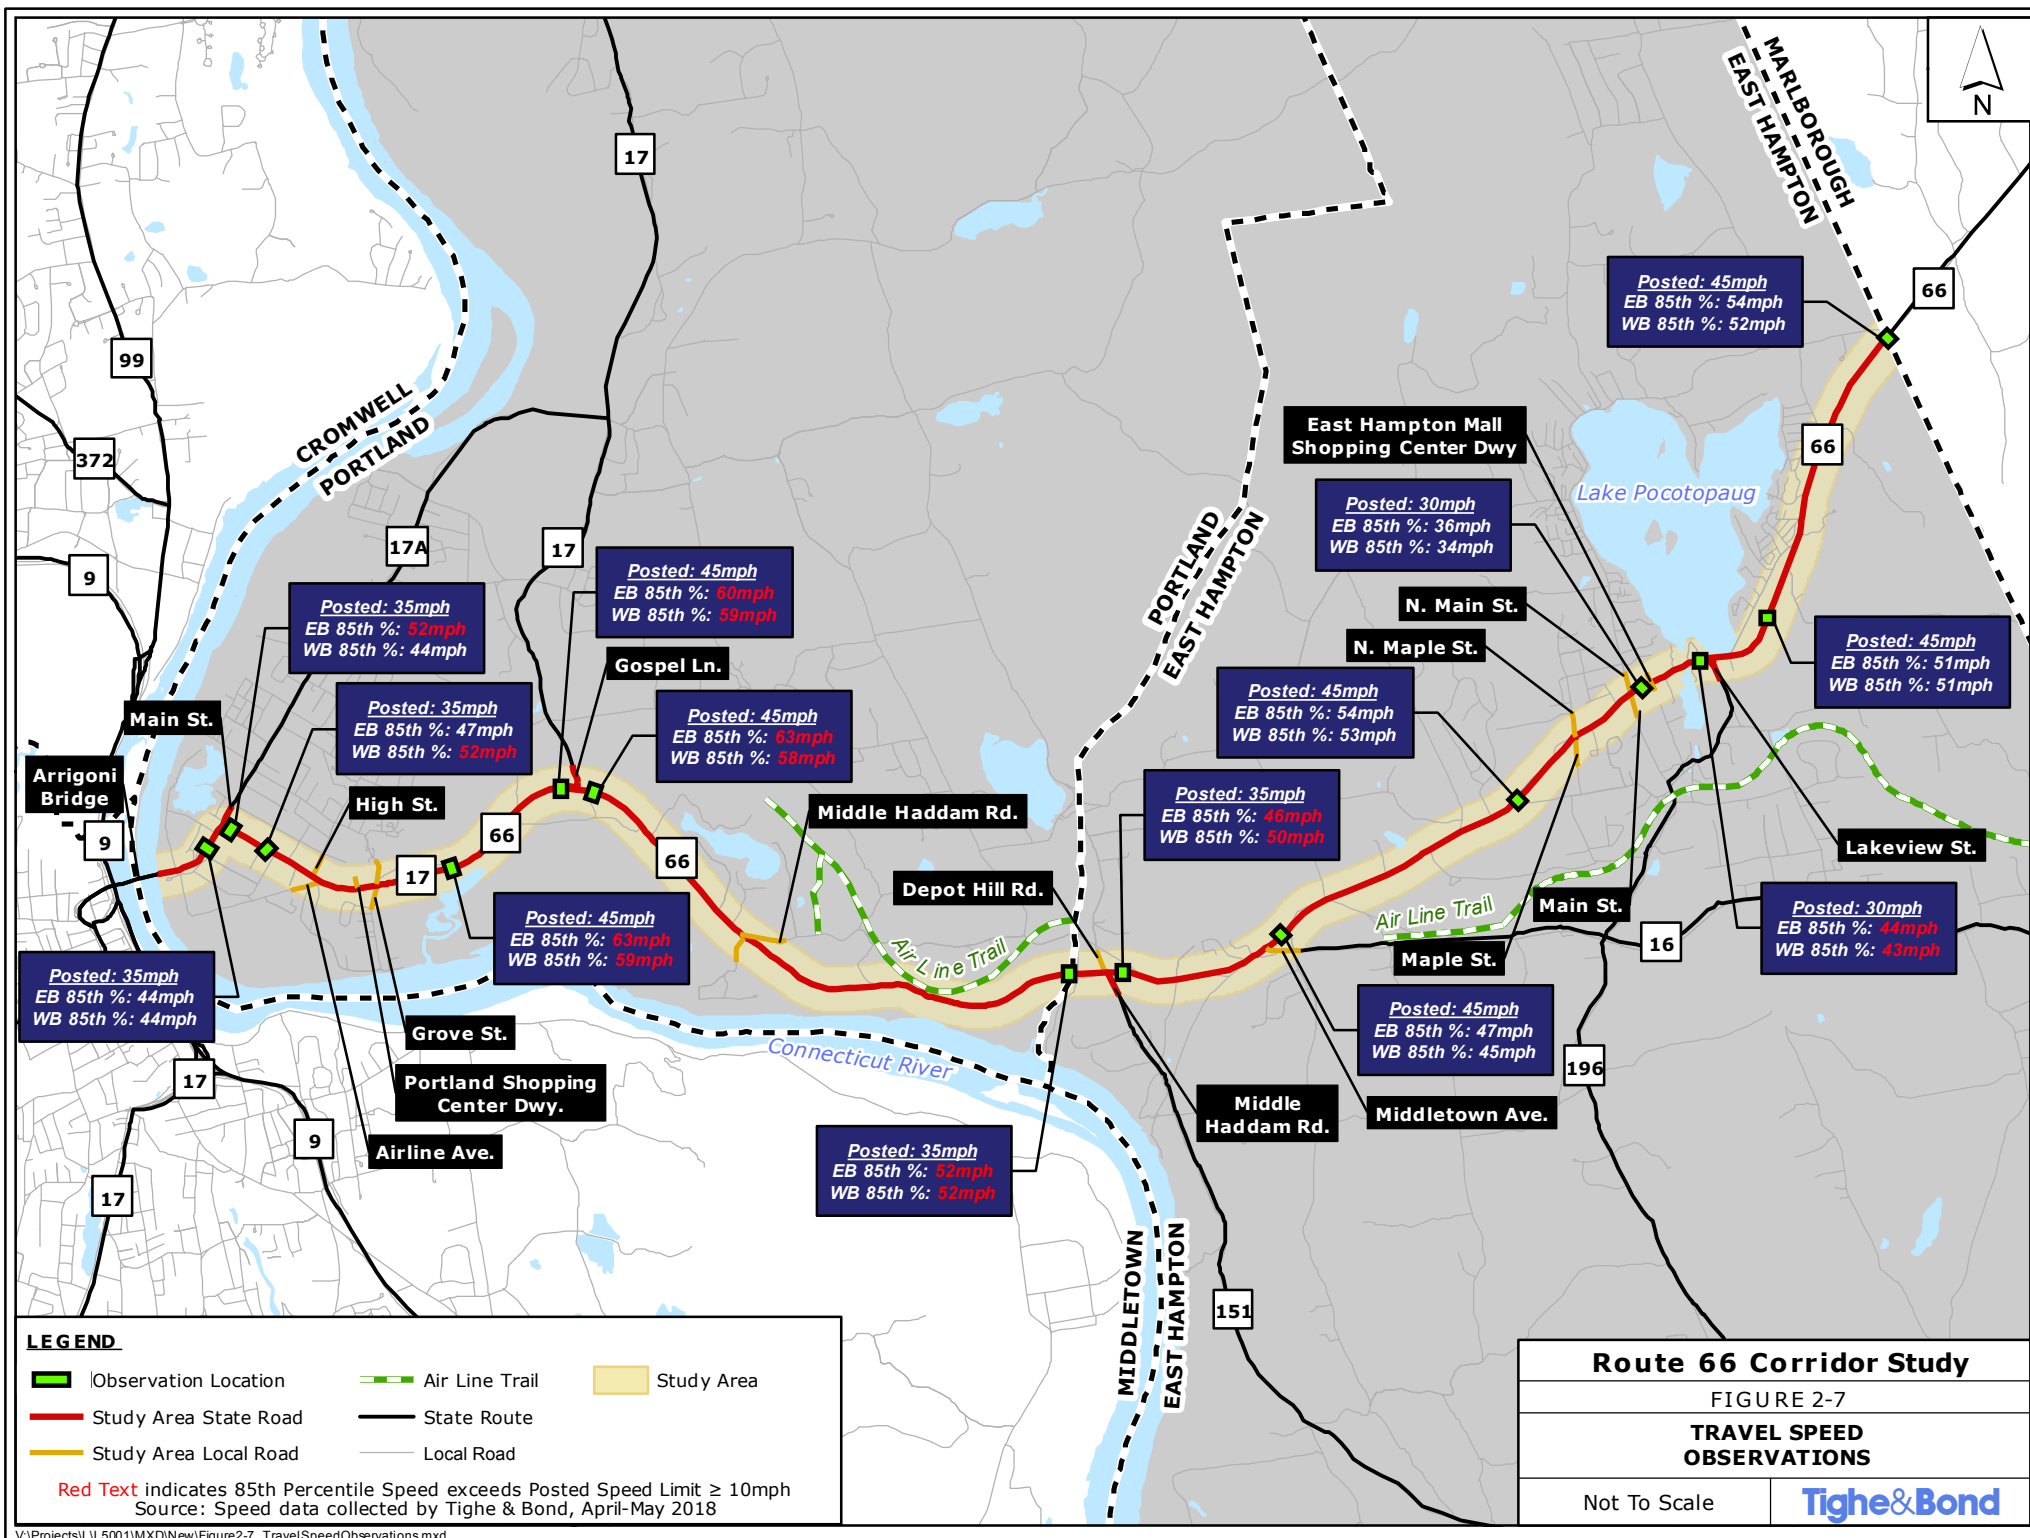 MARLBOROUGH
EAST HAMPTON
N
17
66
Posted: 45mph
EB 85th %: 54mph
WB 85th %: 52mph
99
CROMWELL
PORTLAND
372
East Hampton Mall
Shopping Center Dwy
66
Lake Pocotopaug
Posted: 30mph
EB 85th %: 36mph
WB 85th %: 34mph
PORTLAND
EAST HAMPTON
17A
17
9
Posted: 45mph
EB 85th %: 60mph
WB 85th %: 59mph
Posted: 35mph
EB 85th %: 52mph
WB 85th %: 44mph
N. Main St.
N. Maple St.
Gospel Ln.
Posted: 45mph
EB 85th %: 51mph
WB 85th %: 51mph
Main St.
Posted: 35mph
EB 85th %: 47mph
WB 85th %: 52mph
Posted: 45mph
EB 85th %: 63mph
WB 85th %: 58mph
Posted: 45mph
EB 85th %: 54mph
WB 85th %: 53mph
Arrigoni
Bridge
High St.
Middle Haddam Rd.
Posted: 35mph
EB 85th %: 46mph
WB 85th %: 50mph
9
66
66
17
Lakeview St.
Depot Hill Rd.
Main St.
Air Line Trail
Air Line Trail
Posted: 45mph
EB 85th %: 63mph
WB 85th %: 59mph
Posted: 30mph
EB 85th %: 44mph
WB 85th %: 43mph
16
Maple St.
Posted: 35mph
EB 85th %: 44mph
WB 85th %: 44mph
Posted: 45mph
EB 85th %: 47mph
WB 85th %: 45mph
Grove St.
Connecticut River
17
Portland Shopping
Center Dwy.
196
Middle
Haddam Rd.
Middletown Ave.
9
Airline Ave.
Posted: 35mph
EB 85th %: 52mph
WB 85th %: 52mph
17
MIDDLETOWN
EAST HAMPTON
151
LEGEND
Observation Location
Air Line Trail
Study Area
Study Area State Road
State Route
Study Area Local Road
Local Road
Red Text indicates 85th Percentile Speed exceeds Posted Speed Limit ≥ 10mph
Source: Speed data collected by Tighe & Bond, April-May 2018
Route 66 Corridor Study
FIGURE 2-7
TRAVEL SPEED
OBSERVATIONS
Not To Scale
Tighe&Bond